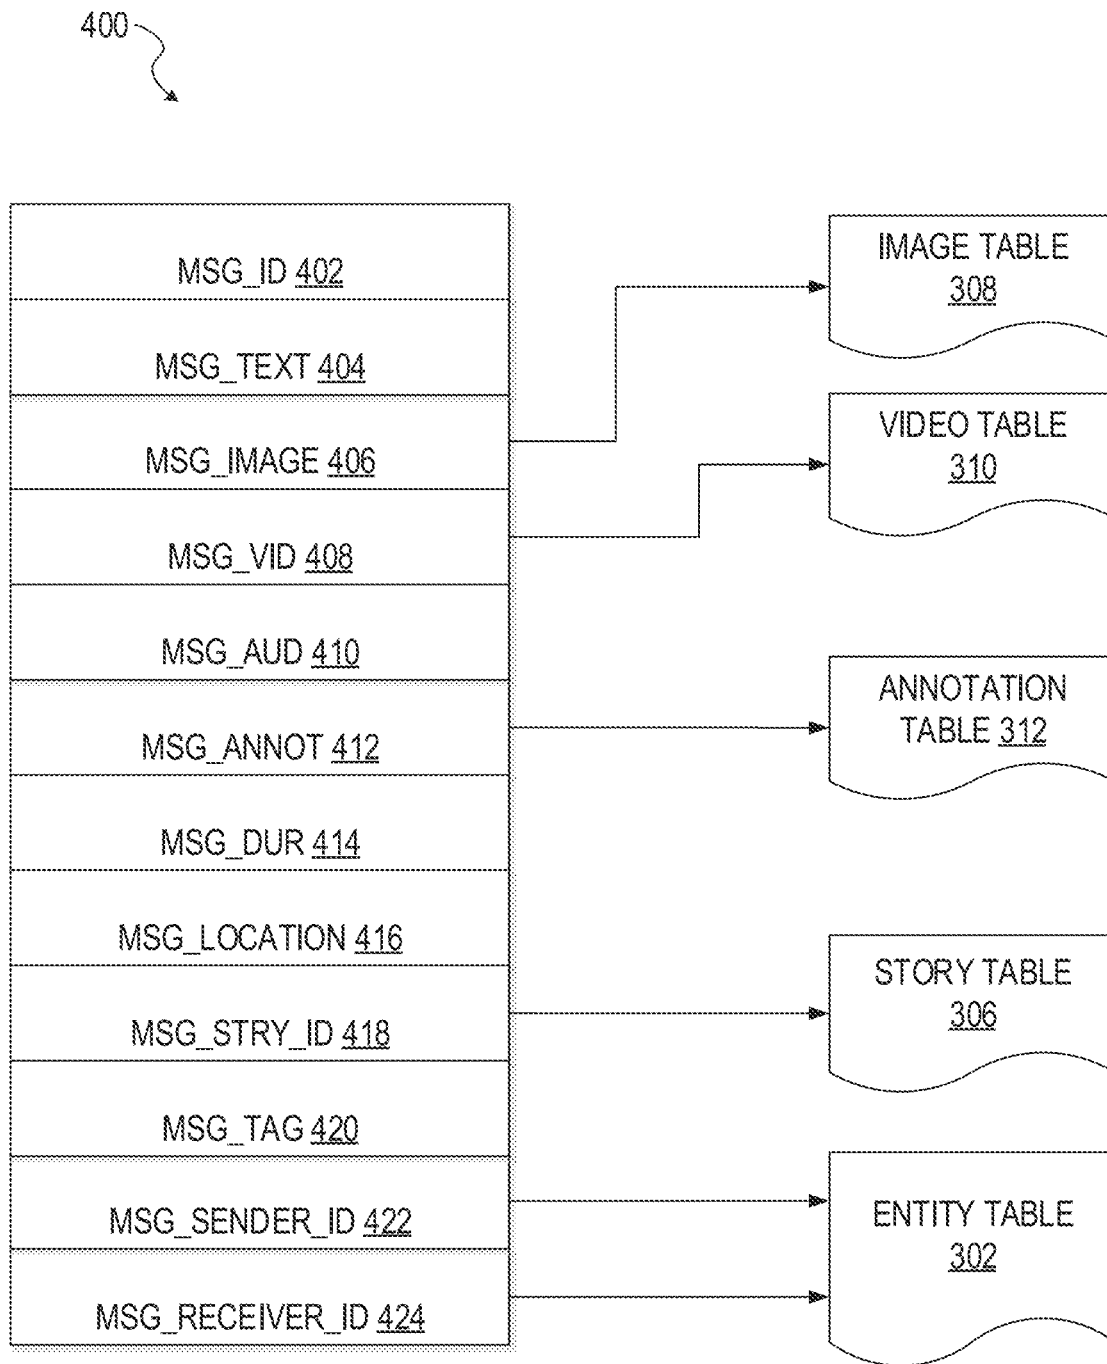 400
MSG_ID 402
MSG_TEXT 404
MSG_IMAGE 406
MSG_VID 408
MSG_AUD 410
MSG_ANNOT 412
MSG_DUR 414
MSG_LOCATION 416
MSG_STRY_ID 418
MSG_TAG 420
MSG_SENDER_ID 422
MSG_RECEIVER_ID 424
IMAGE TABLE
308
VIDEO TABLE
310
ANNOTATION
TABLE 312
STORY TABLE
306
ENTITY TABLE
302